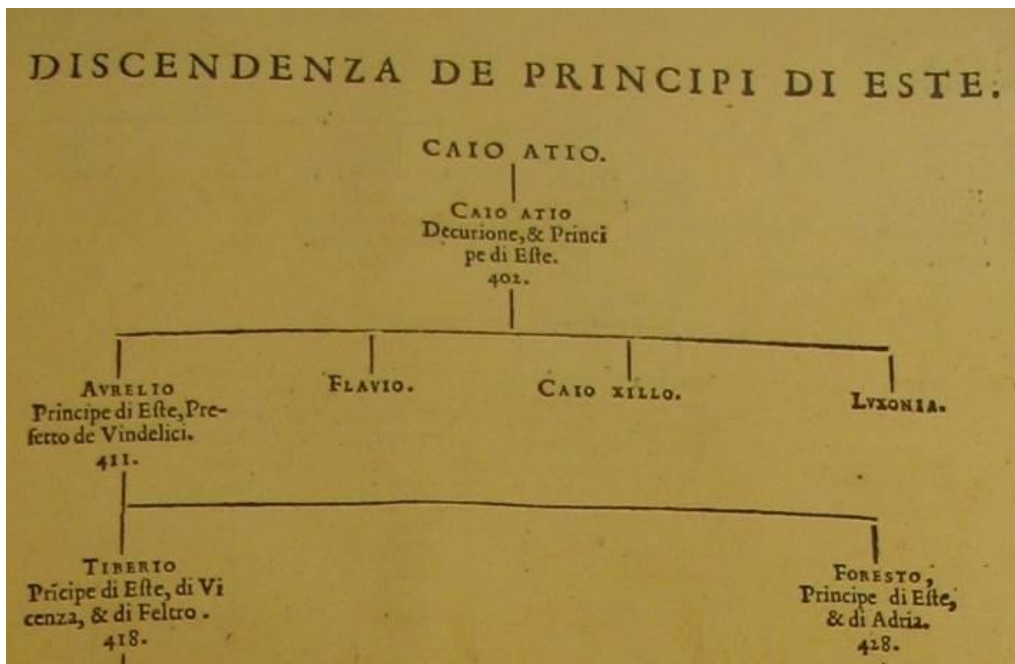 DISCENDENZA DE PRINCIPI DI ESTE.
CAIO ATIO.
CAIO ATIO
Decurione, & Princi
pe di Eſte.
402.
AVRELIO
Principe di Eſte, Pre-
fetto de Vindelici.
411.
FLAVIO.
CAIO XILLO.
LVXONIA.
TIBERIO
Prĩcipe di Eſte, di Vi
cenza, & di Feltro.
418.
FORESTO,
Principe di Eſte,
& di Adria.
428.